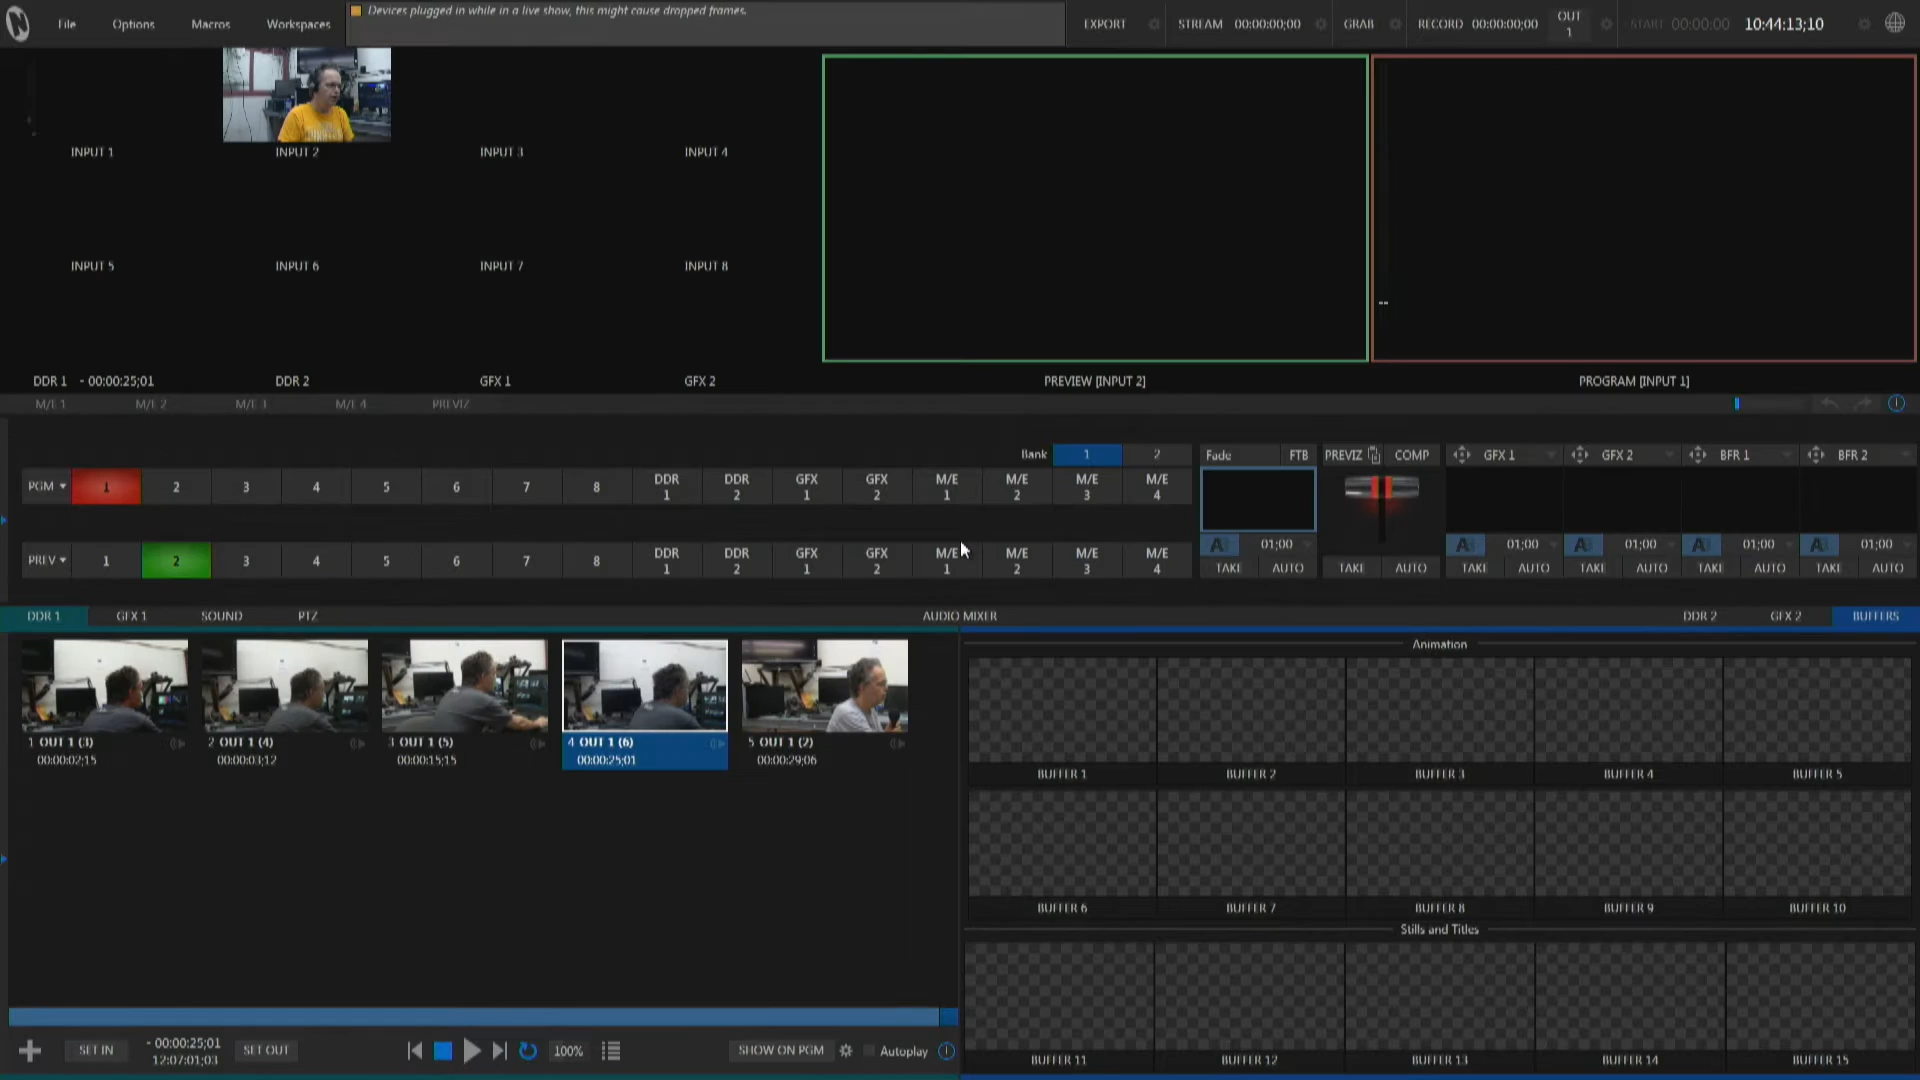 File Options Macros Workspaces
Devices plugged in while in a live show, this might cause dropped frames.
EXPORT STREAM 00:00:00;00 GRAB RECORD 00:00:00;00 OUT 1 START 00:00:00 10:44:13;10
INPUT 1 INPUT 2 INPUT 3 INPUT 4
INPUT 5 INPUT 6 INPUT 7 INPUT 8
DDR 1 - 00:00:25;01 DDR 2 GFX 1 GFX 2 PREVIEW [INPUT 2] PROGRAM [INPUT 1]
M/E 1 M/E 2 M/E 3 M/E 4 PREVIZ
Bank 1 2 Fade FTB PREVIZ COMP GFX 1 GFX 2 BFR 1 BFR 2
PGM 1 2 3 4 5 6 7 8 DDR 1 DDR 2 GFX 1 GFX 2 M/E 1 M/E 2 M/E 3 M/E 4
01;00 01;00 01;00 01;00 01;00
PREV 1 2 3 4 5 6 7 8 DDR 1 DDR 2 GFX 1 GFX 2 M/E 1 M/E 2 M/E 3 M/E 4
TAKE AUTO TAKE AUTO TAKE AUTO TAKE AUTO TAKE AUTO TAKE AUTO
DDR 1 GFX 1 SOUND PTZ AUDIO MIXER DDR 2 GFX 2 BUFFERS
Animation
1 OUT 1 (3) 2 OUT 1 (4) 3 OUT 1 (5) 4 OUT 1 (6) 5 OUT 1 (2)
00:00:02;15 00:00:03;12 00:00:15;15 00:00:25;01 00:00:29;06
BUFFER 1 BUFFER 2 BUFFER 3 BUFFER 4 BUFFER 5
BUFFER 6 BUFFER 7 BUFFER 8 BUFFER 9 BUFFER 10
Stills and Titles
BUFFER 11 BUFFER 12 BUFFER 13 BUFFER 14 BUFFER 15
SET IN - 00:00:25;01 SET OUT 100% SHOW ON PGM Autoplay
12:07:01;03